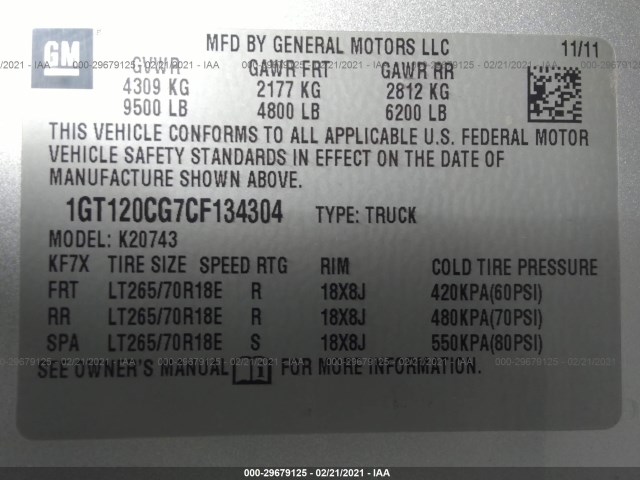 GM
MFD BY GENERAL MOTORS LLC 11/11
000-29679125 - 02/21/2021 - IAA
GVWR GAWR FRT GAWR RR
4309 KG 2177 KG 2812 KG
9500 LB 4800 LB 6200 LB
THIS VEHICLE CONFORMS TO ALL APPLICABLE U.S. FEDERAL MOTOR
VEHICLE SAFETY STANDARDS IN EFFECT ON THE DATE OF
MANUFACTURE SHOWN ABOVE.
1GT120CG7CF134304 TYPE: TRUCK
MODEL: K20743
KF7X TIRE SIZE SPEED RTG RIM COLD TIRE PRESSURE
FRT LT265/70R18E R 18X8J 420KPA(60PSI)
RR LT265/70R18E R 18X8J 480KPA(70PSI)
SPA LT265/70R18E S 18X8J 550KPA(80PSI)
SEE OWNER'S MANUAL FOR MORE INFORMATION.
000-29679125 - 02/21/2021 - IAA